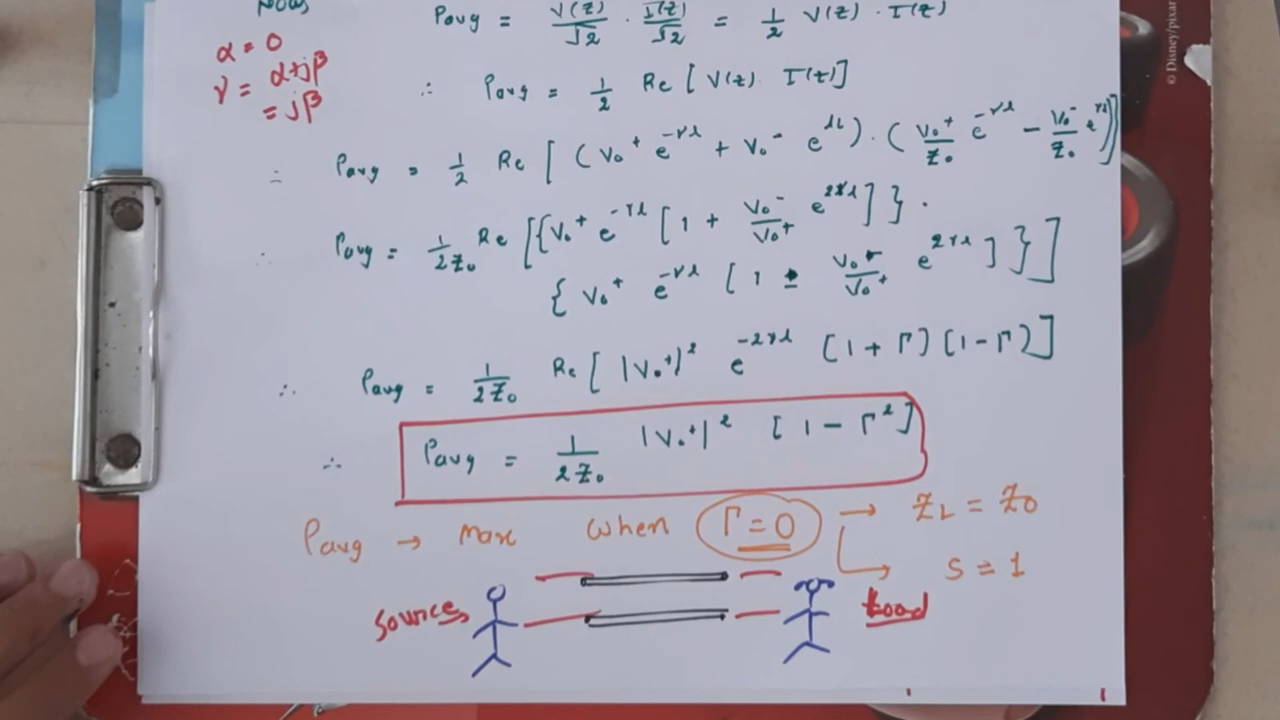 Now
Pavg = V(z)/√2 · I(z)/√2 = 1/2 V(z) · I(z)
α = 0
γ = α+jβ
= jβ
∴ Pavg = 1/2 Re [ V(z) · I(z) ]
∴ Pavg = 1/2 Re [ ( V₀⁺ e^-γl + V₀⁻ e^γl ) · ( V₀⁺/Z₀ e^-γl − V₀⁻/Z₀ e^γl ) ]
∴ Pavg = 1/2Z₀ Re [ { V₀⁺ e^-γl [ 1 + V₀⁻/V₀⁺ e^2γl ] } ·
{ V₀⁺ e^-γl [ 1 - V₀⁻/V₀⁺ e^2γl ] } ]
∴ Pavg = 1/2Z₀ Re [ |V₀⁺|² e^-2γl (1 + Γ) (1 − Γ) ]
∴ Pavg = 1/2Z₀ |V₀⁺|² [ 1 − Γ² ]
Pavg → Max when Γ = 0 → ZL = Z₀
→ S = 1
Source
Load
© Disney/pixar